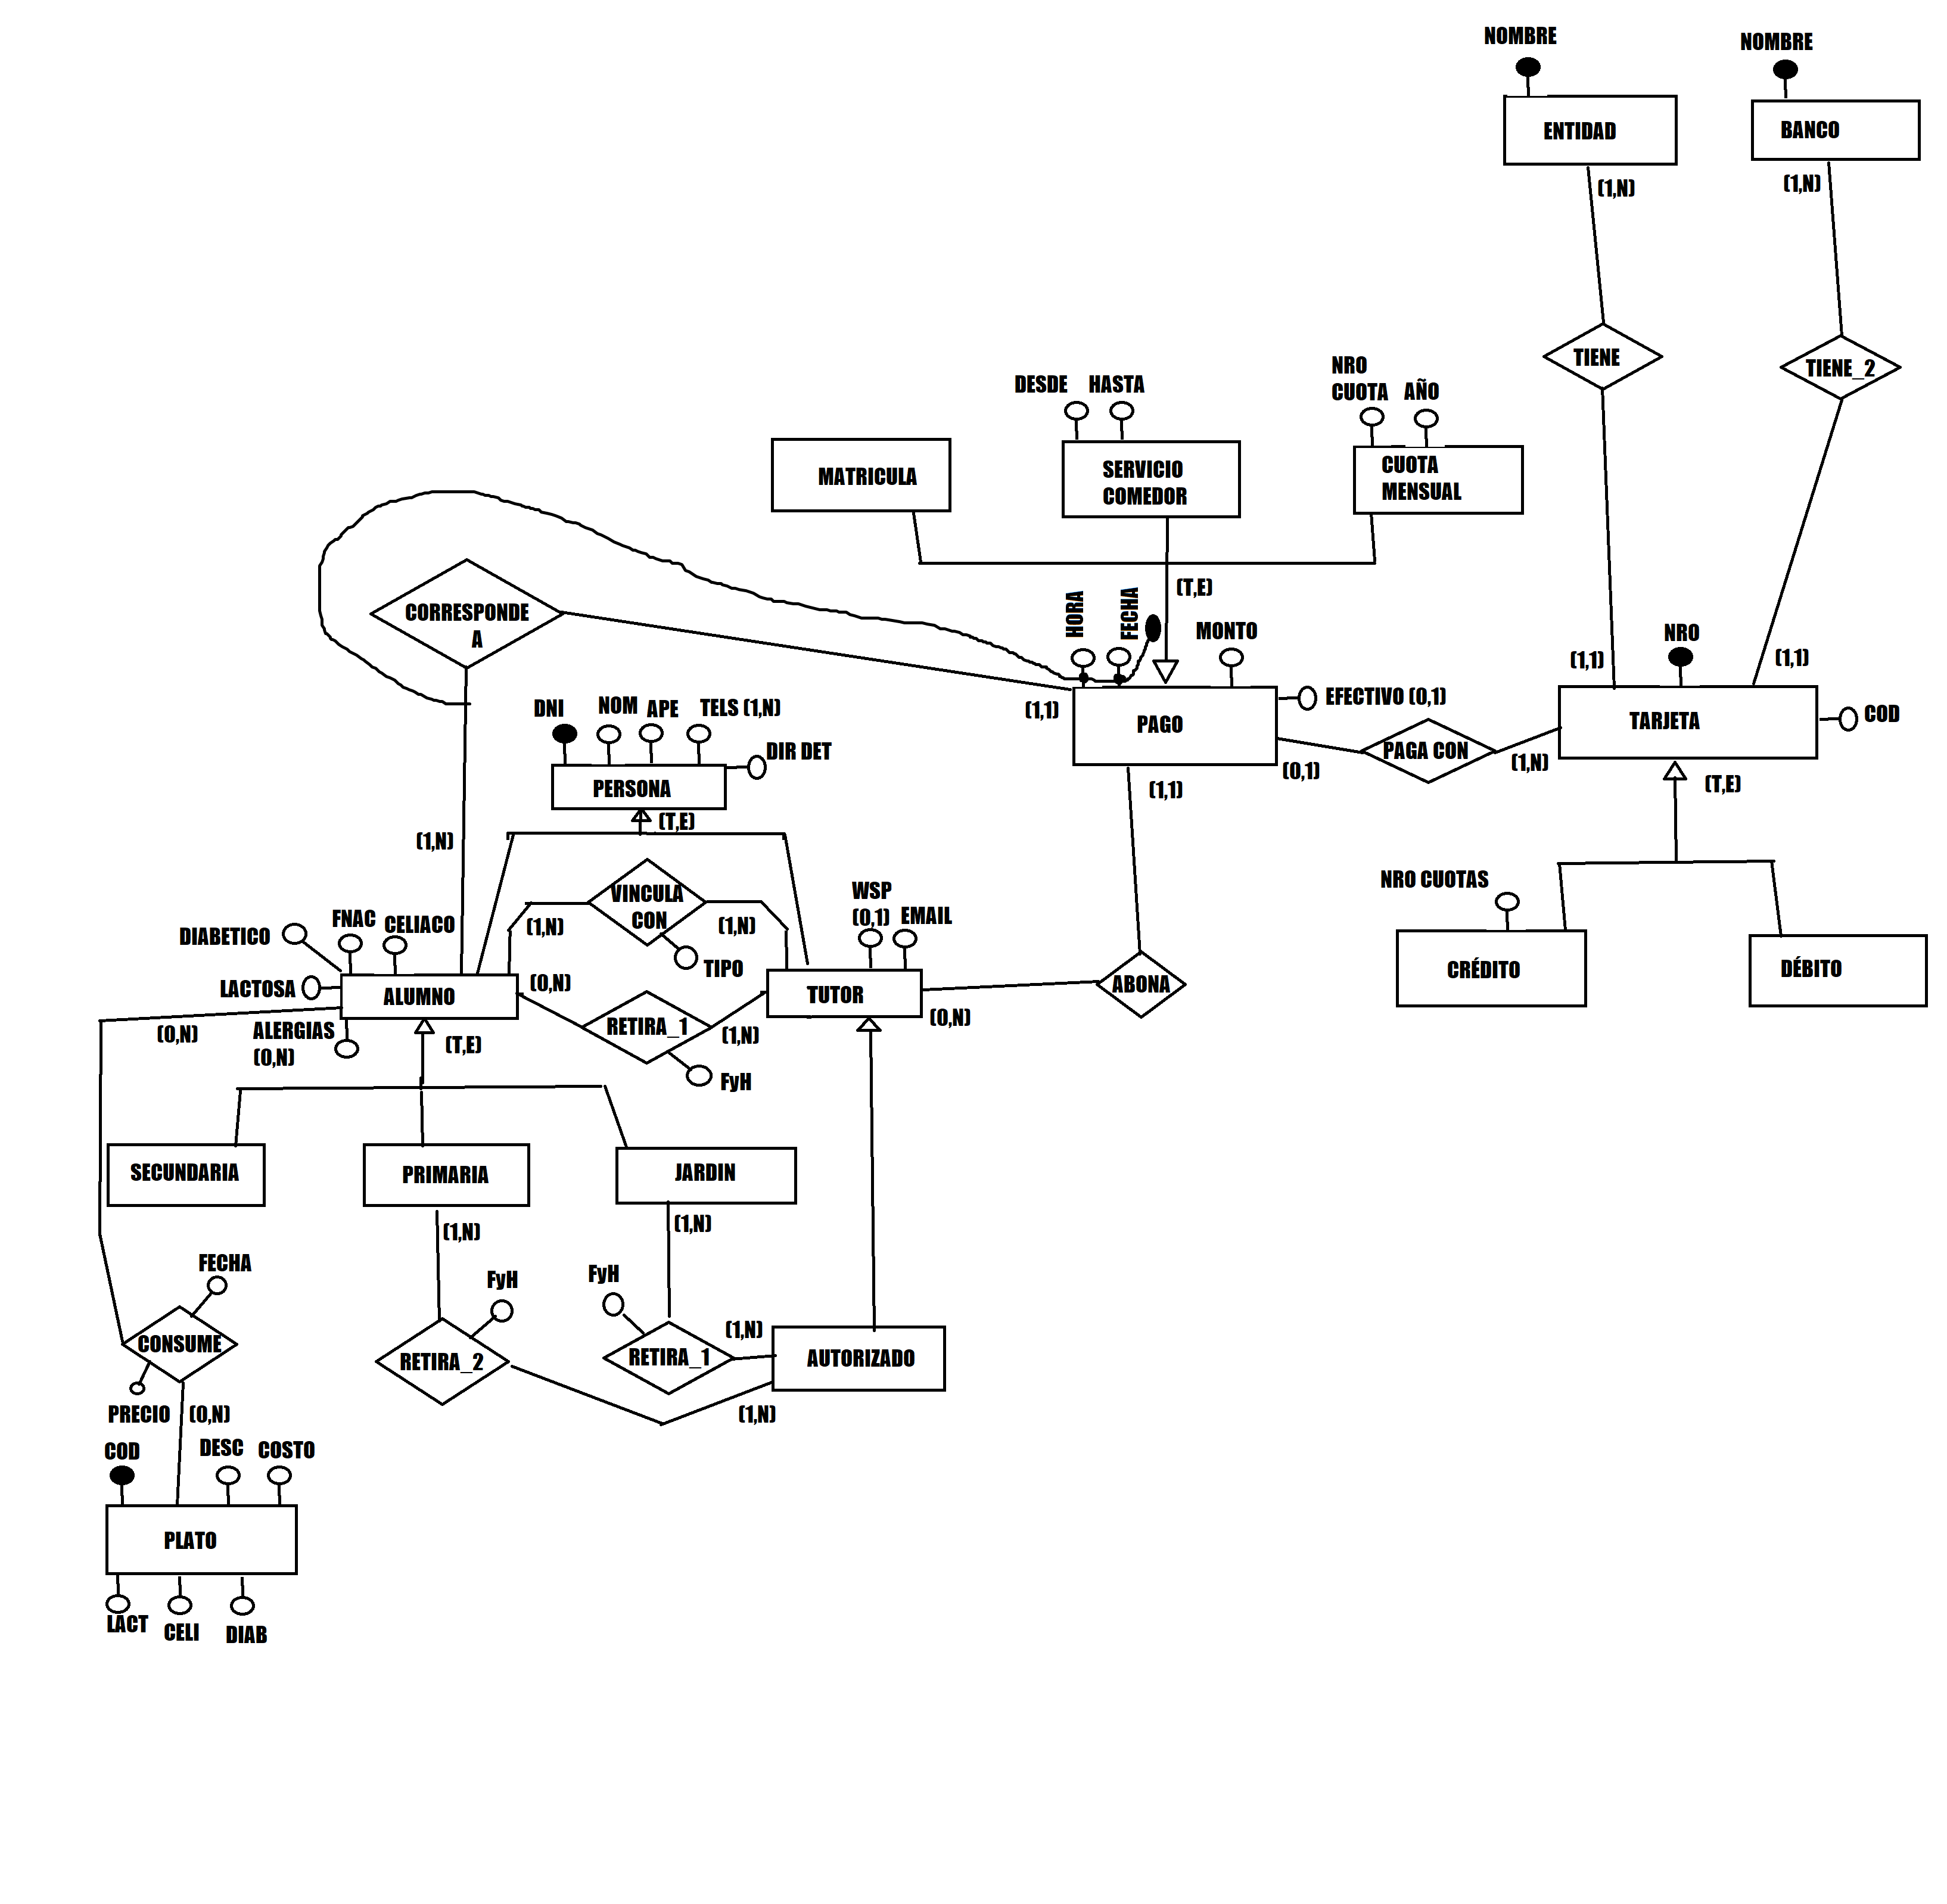 NOMBRE
NOMBRE
ENTIDAD
BANCO
(1,N)
(1,N)
TIENE
TIENE_2
DESDE
HASTA
NRO
CUOTA
AÑO
MATRICULA
SERVICIO
COMEDOR
CUOTA
MENSUAL
CORRESPONDE
A
(T,E)
HORA
FECHA
MONTO
NRO
(1,1)
(1,1)
DNI
NOM
APE
TELS (1,N)
DIR DET
PERSONA
(T,E)
(1,1)
PAGO
EFECTIVO (0,1)
PAGA CON
(0,1)
(1,N)
TARJETA
COD
(1,1)
(T,E)
(1,N)
VINCULA
CON
(1,N)
(1,N)
TIPO
WSP
(0,1)
EMAIL
NRO CUOTAS
DIABETICO
FNAC
CELIACO
LACTOSA
ALUMNO
(0,N)
TUTOR
ABONA
CRÉDITO
DÉBITO
(0,N)
ALERGIAS
(0,N)
(T,E)
RETIRA_1
(1,N)
(0,N)
FyH
SECUNDARIA
PRIMARIA
JARDIN
(1,N)
(1,N)
FECHA
FyH
FyH
CONSUME
RETIRA_2
RETIRA_1
(1,N)
AUTORIZADO
(1,N)
PRECIO
(0,N)
COD
DESC
COSTO
PLATO
LACT
CELI
DIAB